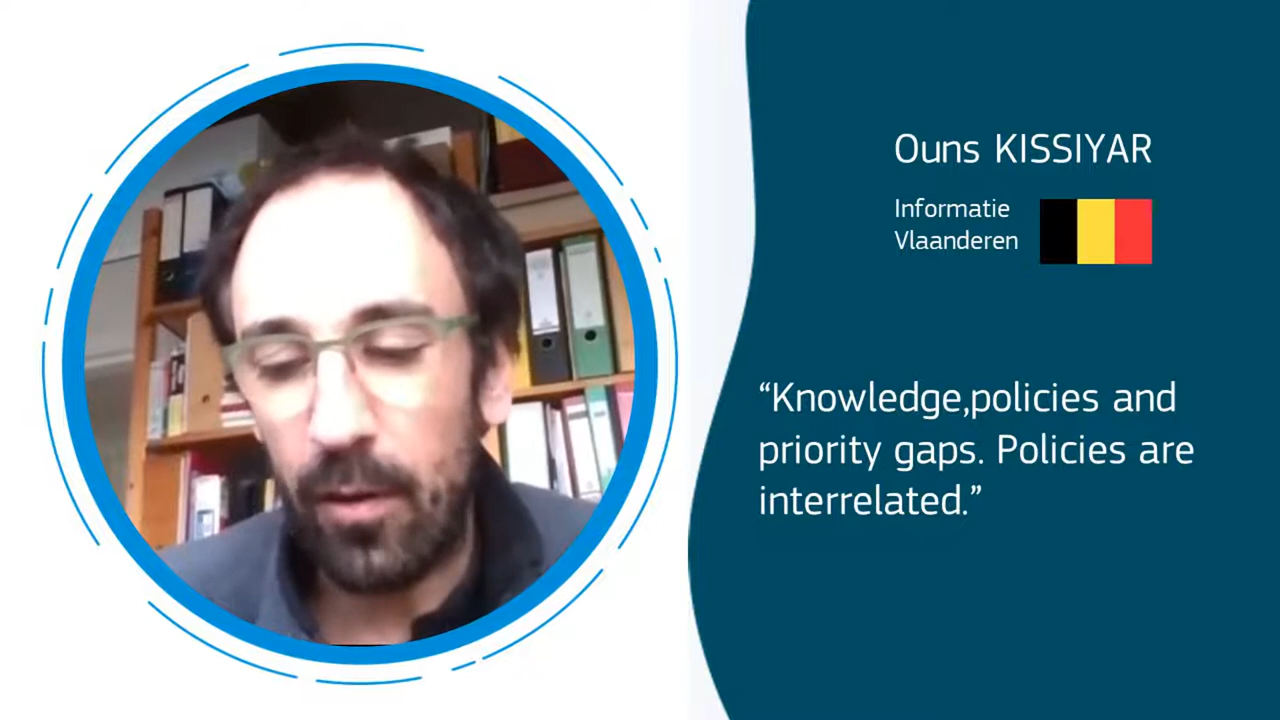 Ouns KISSIYAR
Informatie
Vlaanderen
“Knowledge,policies and
priority gaps. Policies are
interrelated.”